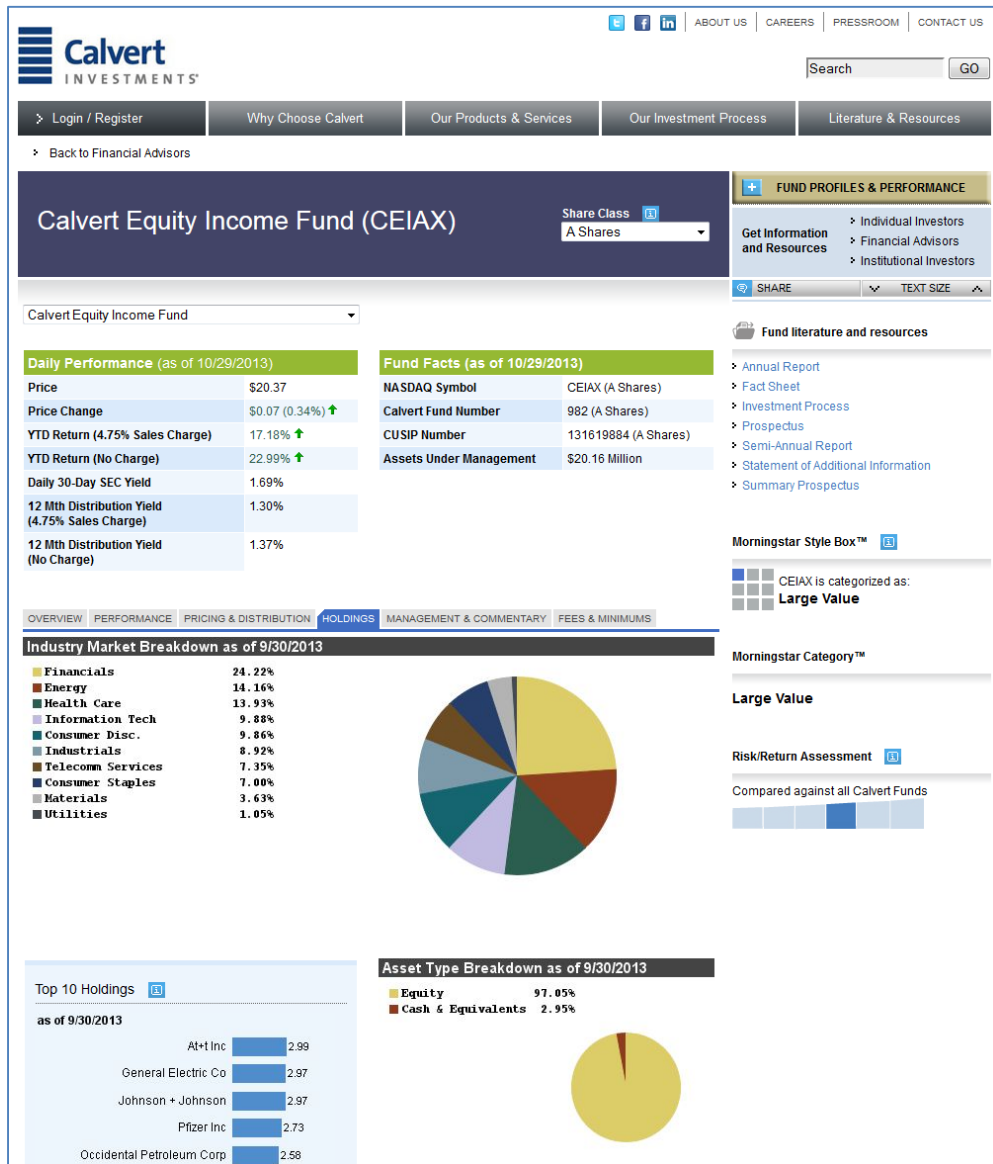 ABOUT US CAREERS PRESSROOM CONTACT US
Calvert
INVESTMENTS
Search GO
Login / Register Why Choose Calvert Our Products & Services Our Investment Process Literature & Resources
Back to Financial Advisors
Calvert Equity Income Fund (CEIAX)
Share Class
A Shares
FUND PROFILES & PERFORMANCE
Get Information and Resources
Individual Investors
Financial Advisors
Institutional Investors
SHARE TEXT SIZE
Calvert Equity Income Fund
Daily Performance (as of 10/29/2013)
Price $20.37
Price Change $0.07 (0.34%)
YTD Return (4.75% Sales Charge) 17.18%
YTD Return (No Charge) 22.99%
Daily 30-Day SEC Yield 1.69%
12 Mth Distribution Yield 1.30%
(4.75% Sales Charge)
12 Mth Distribution Yield 1.37%
(No Charge)
Fund Facts (as of 10/29/2013)
NASDAQ Symbol CEIAX (A Shares)
Calvert Fund Number 982 (A Shares)
CUSIP Number 131619884 (A Shares)
Assets Under Management $20.16 Million
Fund literature and resources
Annual Report
Fact Sheet
Investment Process
Prospectus
Semi-Annual Report
Statement of Additional Information
Summary Prospectus
Morningstar Style Box™
CEIAX is categorized as:
Large Value
Morningstar Category™
Large Value
Risk/Return Assessment
Compared against all Calvert Funds
OVERVIEW PERFORMANCE PRICING & DISTRIBUTION HOLDINGS MANAGEMENT & COMMENTARY FEES & MINIMUMS
Industry Market Breakdown as of 9/30/2013
Financials 24.22%
Energy 14.16%
Health Care 13.93%
Information Tech 9.88%
Consumer Disc. 9.86%
Industrials 8.92%
Telecomm Services 7.35%
Consumer Staples 7.00%
Materials 3.63%
Utilities 1.05%
Top 10 Holdings
as of 9/30/2013
At+t Inc 2.99
General Electric Co 2.97
Johnson + Johnson 2.97
Pfizer Inc 2.73
Occidental Petroleum Corp 2.58
Asset Type Breakdown as of 9/30/2013
Equity 97.05%
Cash & Equivalents 2.95%